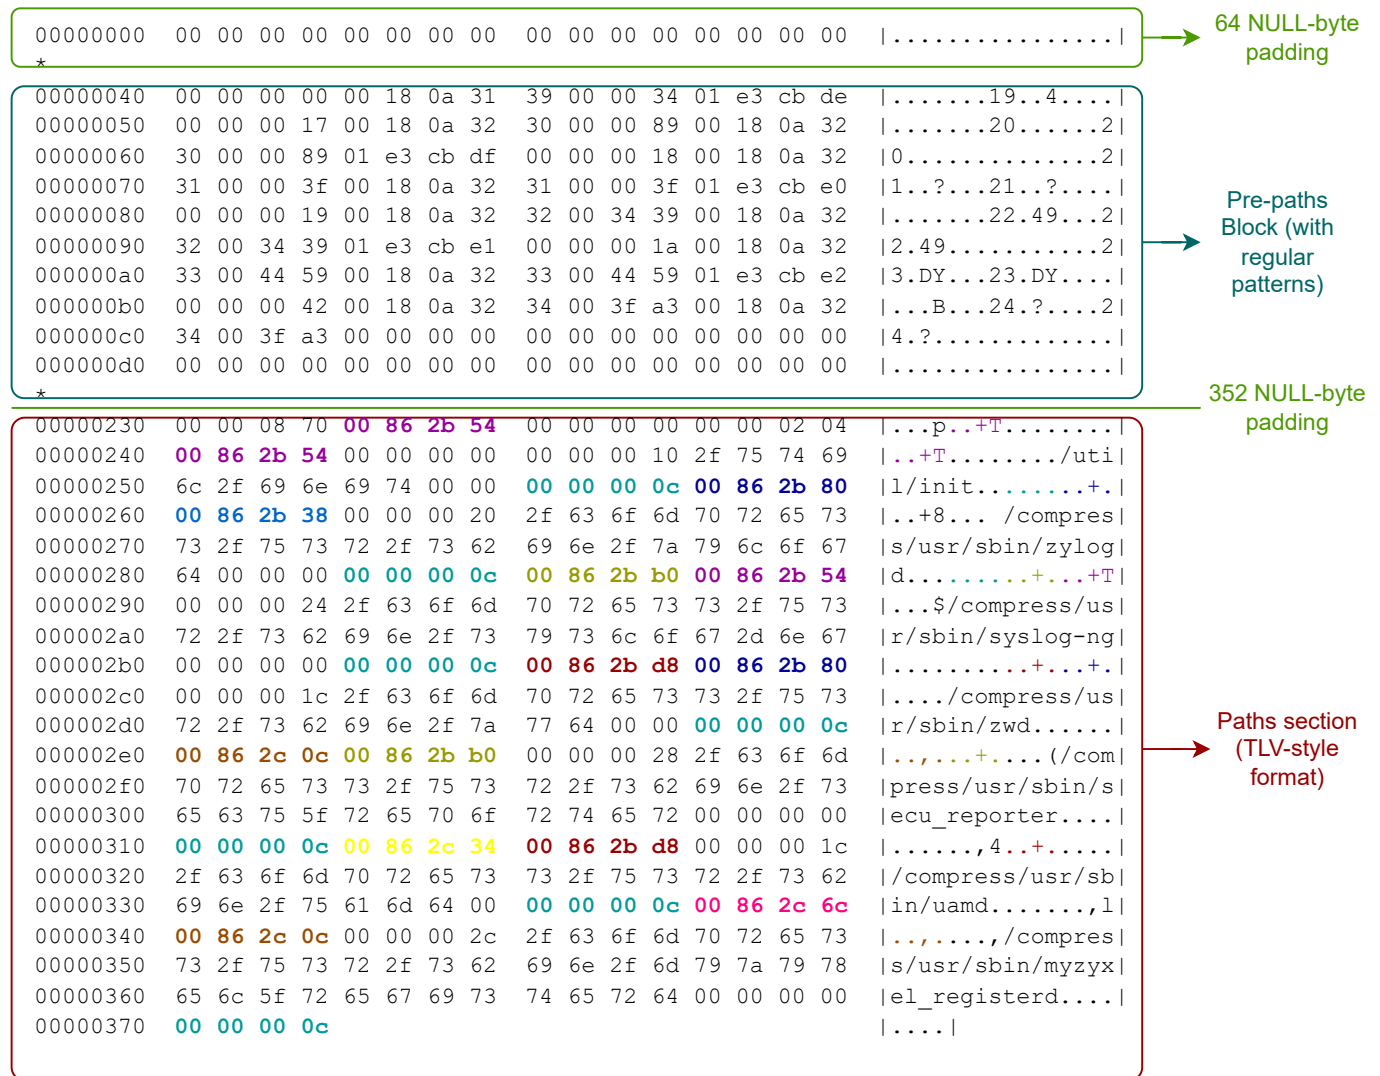 00000000  00 00 00 00 00 00 00 00  00 00 00 00 00 00 00 00  |................|
*
64 NULL-byte
padding
00000040  00 00 00 00 00 18 0a 31  39 00 00 34 01 e3 cb de  |.......19..4....|
00000050  00 00 00 17 00 18 0a 32  30 00 00 89 00 18 0a 32  |.......20......2|
00000060  30 00 00 89 01 e3 cb df  00 00 00 18 00 18 0a 32  |0..............2|
00000070  31 00 00 3f 00 18 0a 32  31 00 00 3f 01 e3 cb e0  |1..?...21..?....|
00000080  00 00 00 19 00 18 0a 32  32 00 34 39 00 18 0a 32  |.......22.49...2|
00000090  32 00 34 39 01 e3 cb e1  00 00 00 1a 00 18 0a 32  |2.49...........2|
000000a0  33 00 44 59 00 18 0a 32  33 00 44 59 01 e3 cb e2  |3.DY...23.DY....|
000000b0  00 00 00 42 00 18 0a 32  34 00 3f a3 00 18 0a 32  |...B...24.?....2|
000000c0  34 00 3f a3 00 00 00 00  00 00 00 00 00 00 00 00  |4.?.............|
000000d0  00 00 00 00 00 00 00 00  00 00 00 00 00 00 00 00  |................|
*
Pre-paths
Block (with
regular
patterns)
352 NULL-byte
padding
00000230  00 00 08 70 00 86 2b 54  00 00 00 00 00 00 02 04  |...p..+T........|
00000240  00 86 2b 54 00 00 00 00  00 00 00 10 2f 75 74 69  |..+T......../uti|
00000250  6c 2f 69 6e 69 74 00 00  00 00 00 0c 00 86 2b 80  |l/init........+.|
00000260  00 86 2b 38 00 00 00 20  2f 63 6f 6d 70 72 65 73  |..+8... /compres|
00000270  73 2f 75 73 72 2f 73 62  69 6e 2f 7a 79 6c 6f 67  |s/usr/sbin/zylog|
00000280  64 00 00 00 00 00 00 0c  00 86 2b b0 00 86 2b 54  |d.........+...+T|
00000290  00 00 00 24 2f 63 6f 6d  70 72 65 73 73 2f 75 73  |...$/compress/us|
000002a0  72 2f 73 62 69 6e 2f 73  79 73 6c 6f 67 2d 6e 67  |r/sbin/syslog-ng|
000002b0  00 00 00 00 00 00 00 0c  00 86 2b d8 00 86 2b 80  |..........+...+.|
000002c0  00 00 00 1c 2f 63 6f 6d  70 72 65 73 73 2f 75 73  |..../compress/us|
000002d0  72 2f 73 62 69 6e 2f 7a  77 64 00 00 00 00 00 0c  |r/sbin/zwd......|
000002e0  00 86 2c 0c 00 86 2b b0  00 00 00 28 2f 63 6f 6d  |..,...+....(/com|
000002f0  70 72 65 73 73 2f 75 73  72 2f 73 62 69 6e 2f 73  |press/usr/sbin/s|
00000300  65 63 75 5f 72 65 70 6f  72 74 65 72 00 00 00 00  |ecu_reporter....|
00000310  00 00 00 0c 00 86 2c 34  00 86 2b d8 00 00 00 1c  |......,4..+.....|
00000320  2f 63 6f 6d 70 72 65 73  73 2f 75 73 72 2f 73 62  |/compress/usr/sb|
00000330  69 6e 2f 75 61 6d 64 00  00 00 00 0c 00 86 2c 6c  |in/uamd.......,l|
00000340  00 86 2c 0c 00 00 00 2c  2f 63 6f 6d 70 72 65 73  |..,....,/compres|
00000350  73 2f 75 73 72 2f 73 62  69 6e 2f 6d 79 7a 79 78  |s/usr/sbin/myzyx|
00000360  65 6c 5f 72 65 67 69 73  74 65 72 64 00 00 00 00  |el_registerd....|
00000370  00 00 00 0c  |....|
Paths section
(TLV-style
format)